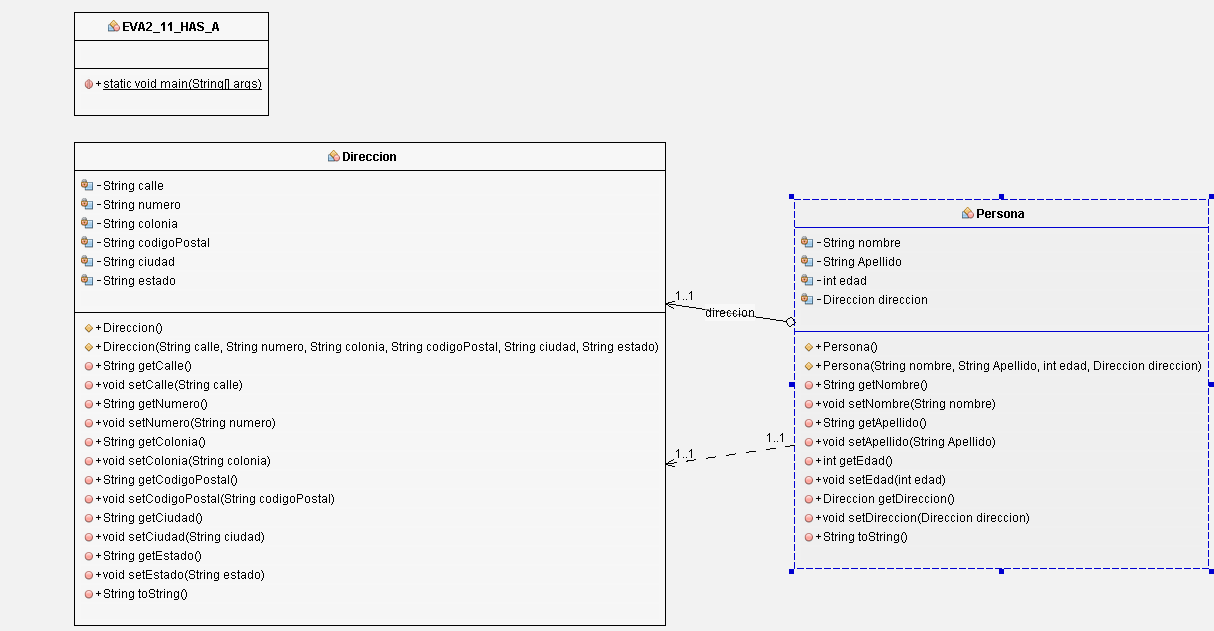 EVA2_11_HAS_A
+static void main(String[] args)
Direccion
-String calle
-String numero
-String colonia
-String codigoPostal
-String ciudad
-String estado
+Direccion()
+Direccion(String calle, String numero, String colonia, String codigoPostal, String ciudad, String estado)
+String getCalle()
+void setCalle(String calle)
+String getNumero()
+void setNumero(String numero)
+String getColonia()
+void setColonia(String colonia)
+String getCodigoPostal()
+void setCodigoPostal(String codigoPostal)
+String getCiudad()
+void setCiudad(String ciudad)
+String getEstado()
+void setEstado(String estado)
+String toString()
1..1
direccion
1..1
1..1
Persona
-String nombre
-String Apellido
-int edad
-Direccion direccion
+Persona()
+Persona(String nombre, String Apellido, int edad, Direccion direccion)
+String getNombre()
+void setNombre(String nombre)
+String getApellido()
+void setApellido(String Apellido)
+int getEdad()
+void setEdad(int edad)
+Direccion getDireccion()
+void setDireccion(Direccion direccion)
+String toString()